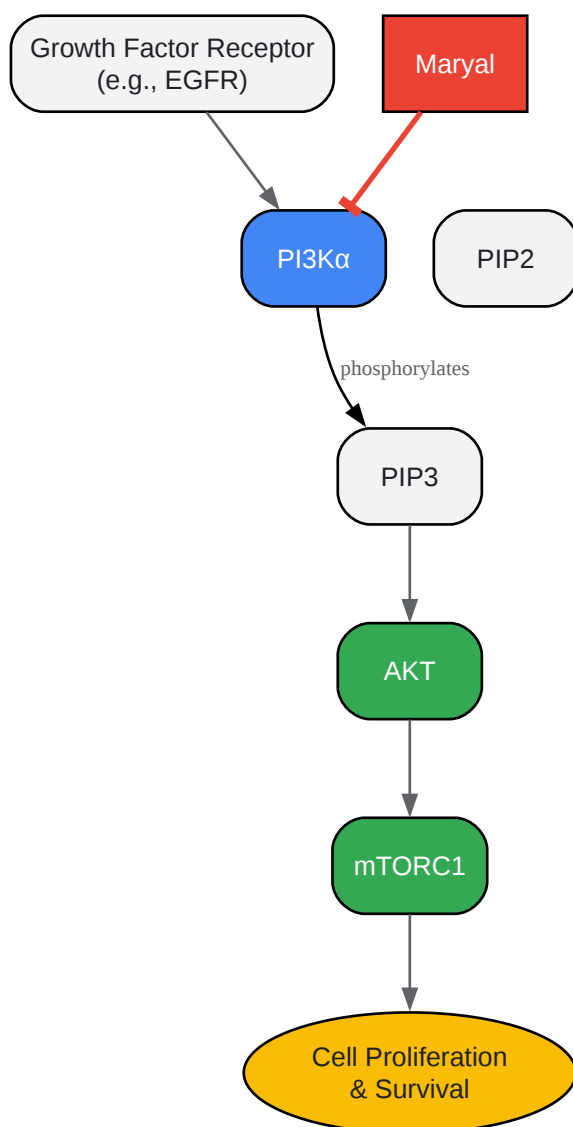 Growth Factor Receptor
(e.g., EGFR)
Maryal
PI3Kα
PIP2
phosphorylates
PIP3
AKT
mTORC1
Cell Proliferation
& Survival